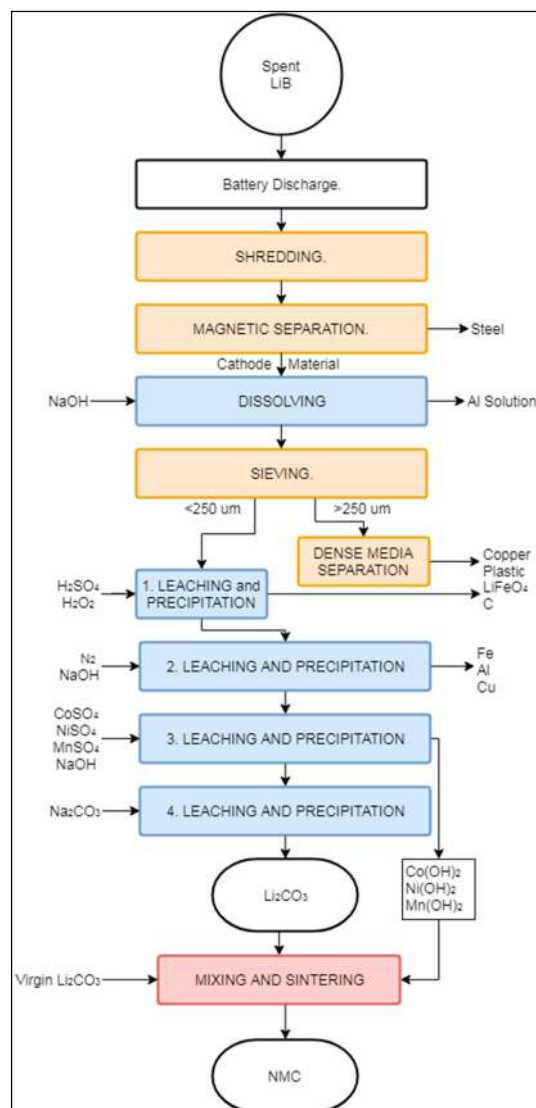 Spent
LiB
Battery Discharge.
SHREDDING.
MAGNETIC SEPARATION.
Steel
Cathode Material
NaOH
DISSOLVING
Al Solution
SIEVING.
<250 um
>250 um
DENSE MEDIA
SEPARATION
Copper
Plastic
LiFeO₄
C
H₂SO₄
H₂O₂
1. LEACHING and
PRECIPITATION
N₂
NaOH
2. LEACHING AND PRECIPITATION
Fe
Al
Cu
CoSO₄
NiSO₄
MnSO₄
NaOH
3. LEACHING AND PRECIPITATION
Na₂CO₃
4. LEACHING AND PRECIPITATION
Co(OH)₂
Ni(OH)₂
Mn(OH)₂
Li₂CO₃
Virgin Li₂CO₃
MIXING AND SINTERING
NMC